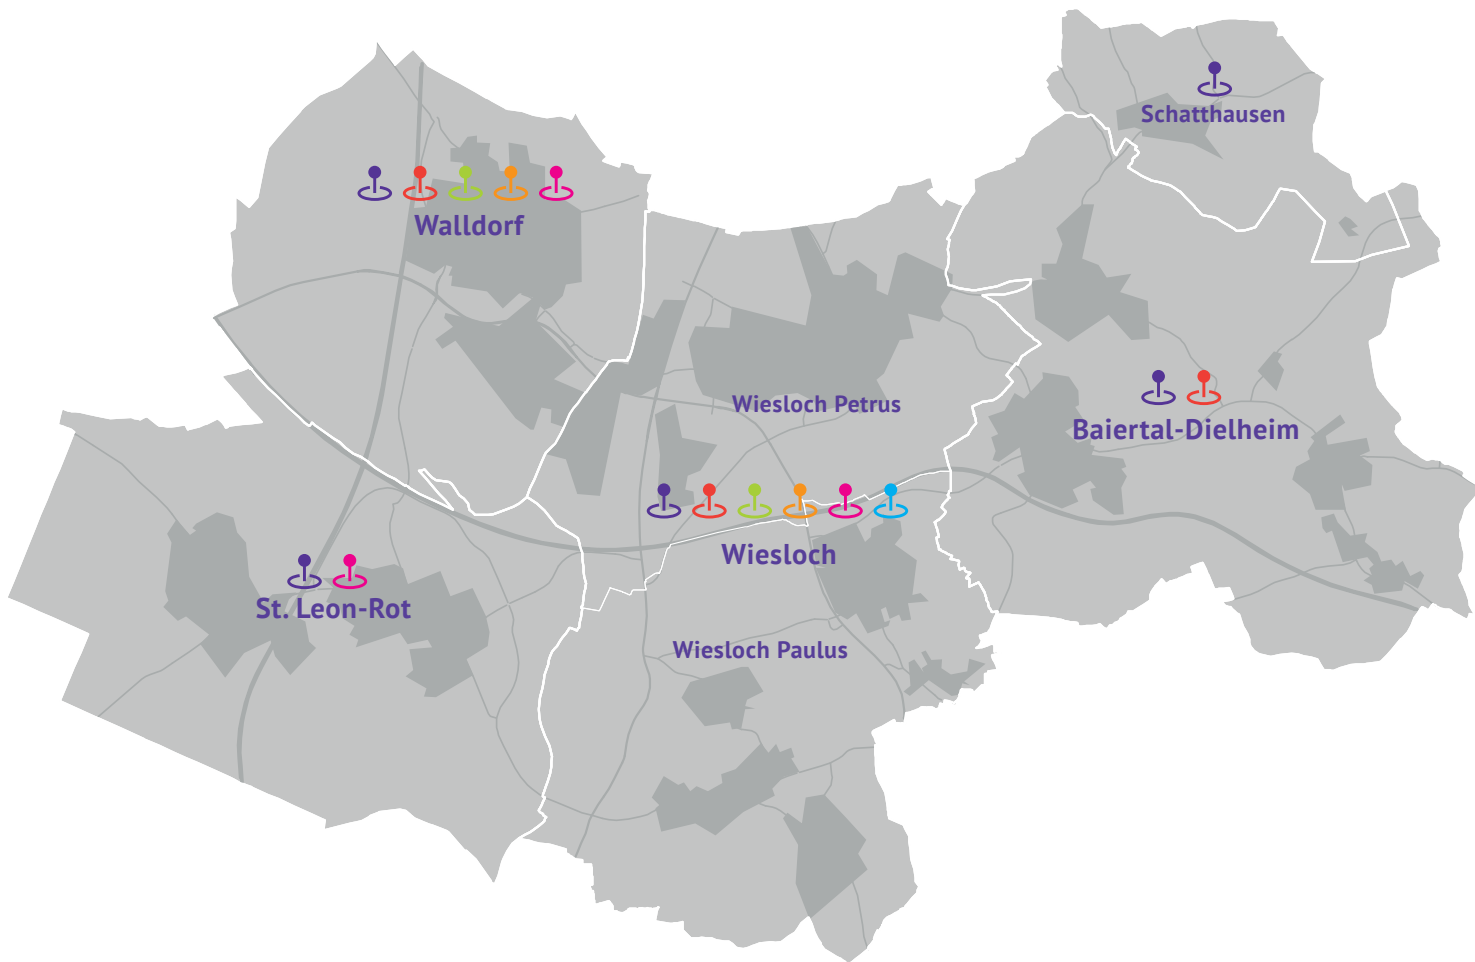 Schatthausen
Walldorf
Wiesloch Petrus
Baiertal-Dielheim
Wiesloch
St. Leon-Rot
Wiesloch Paulus